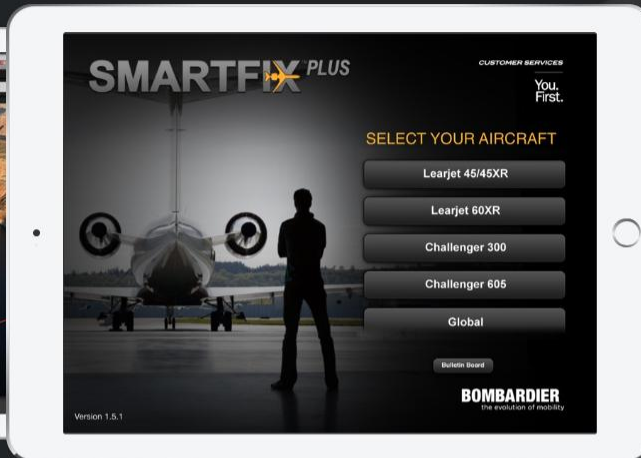 SMARTFIX PLUS
CUSTOMER SERVICES
You.
First.
SELECT YOUR AIRCRAFT
Learjet 45/45XR
Learjet 60XR
Challenger 300
Challenger 605
Global
Bulletin Board
BOMBARDIER
the evolution of mobility
Version 1.5.1